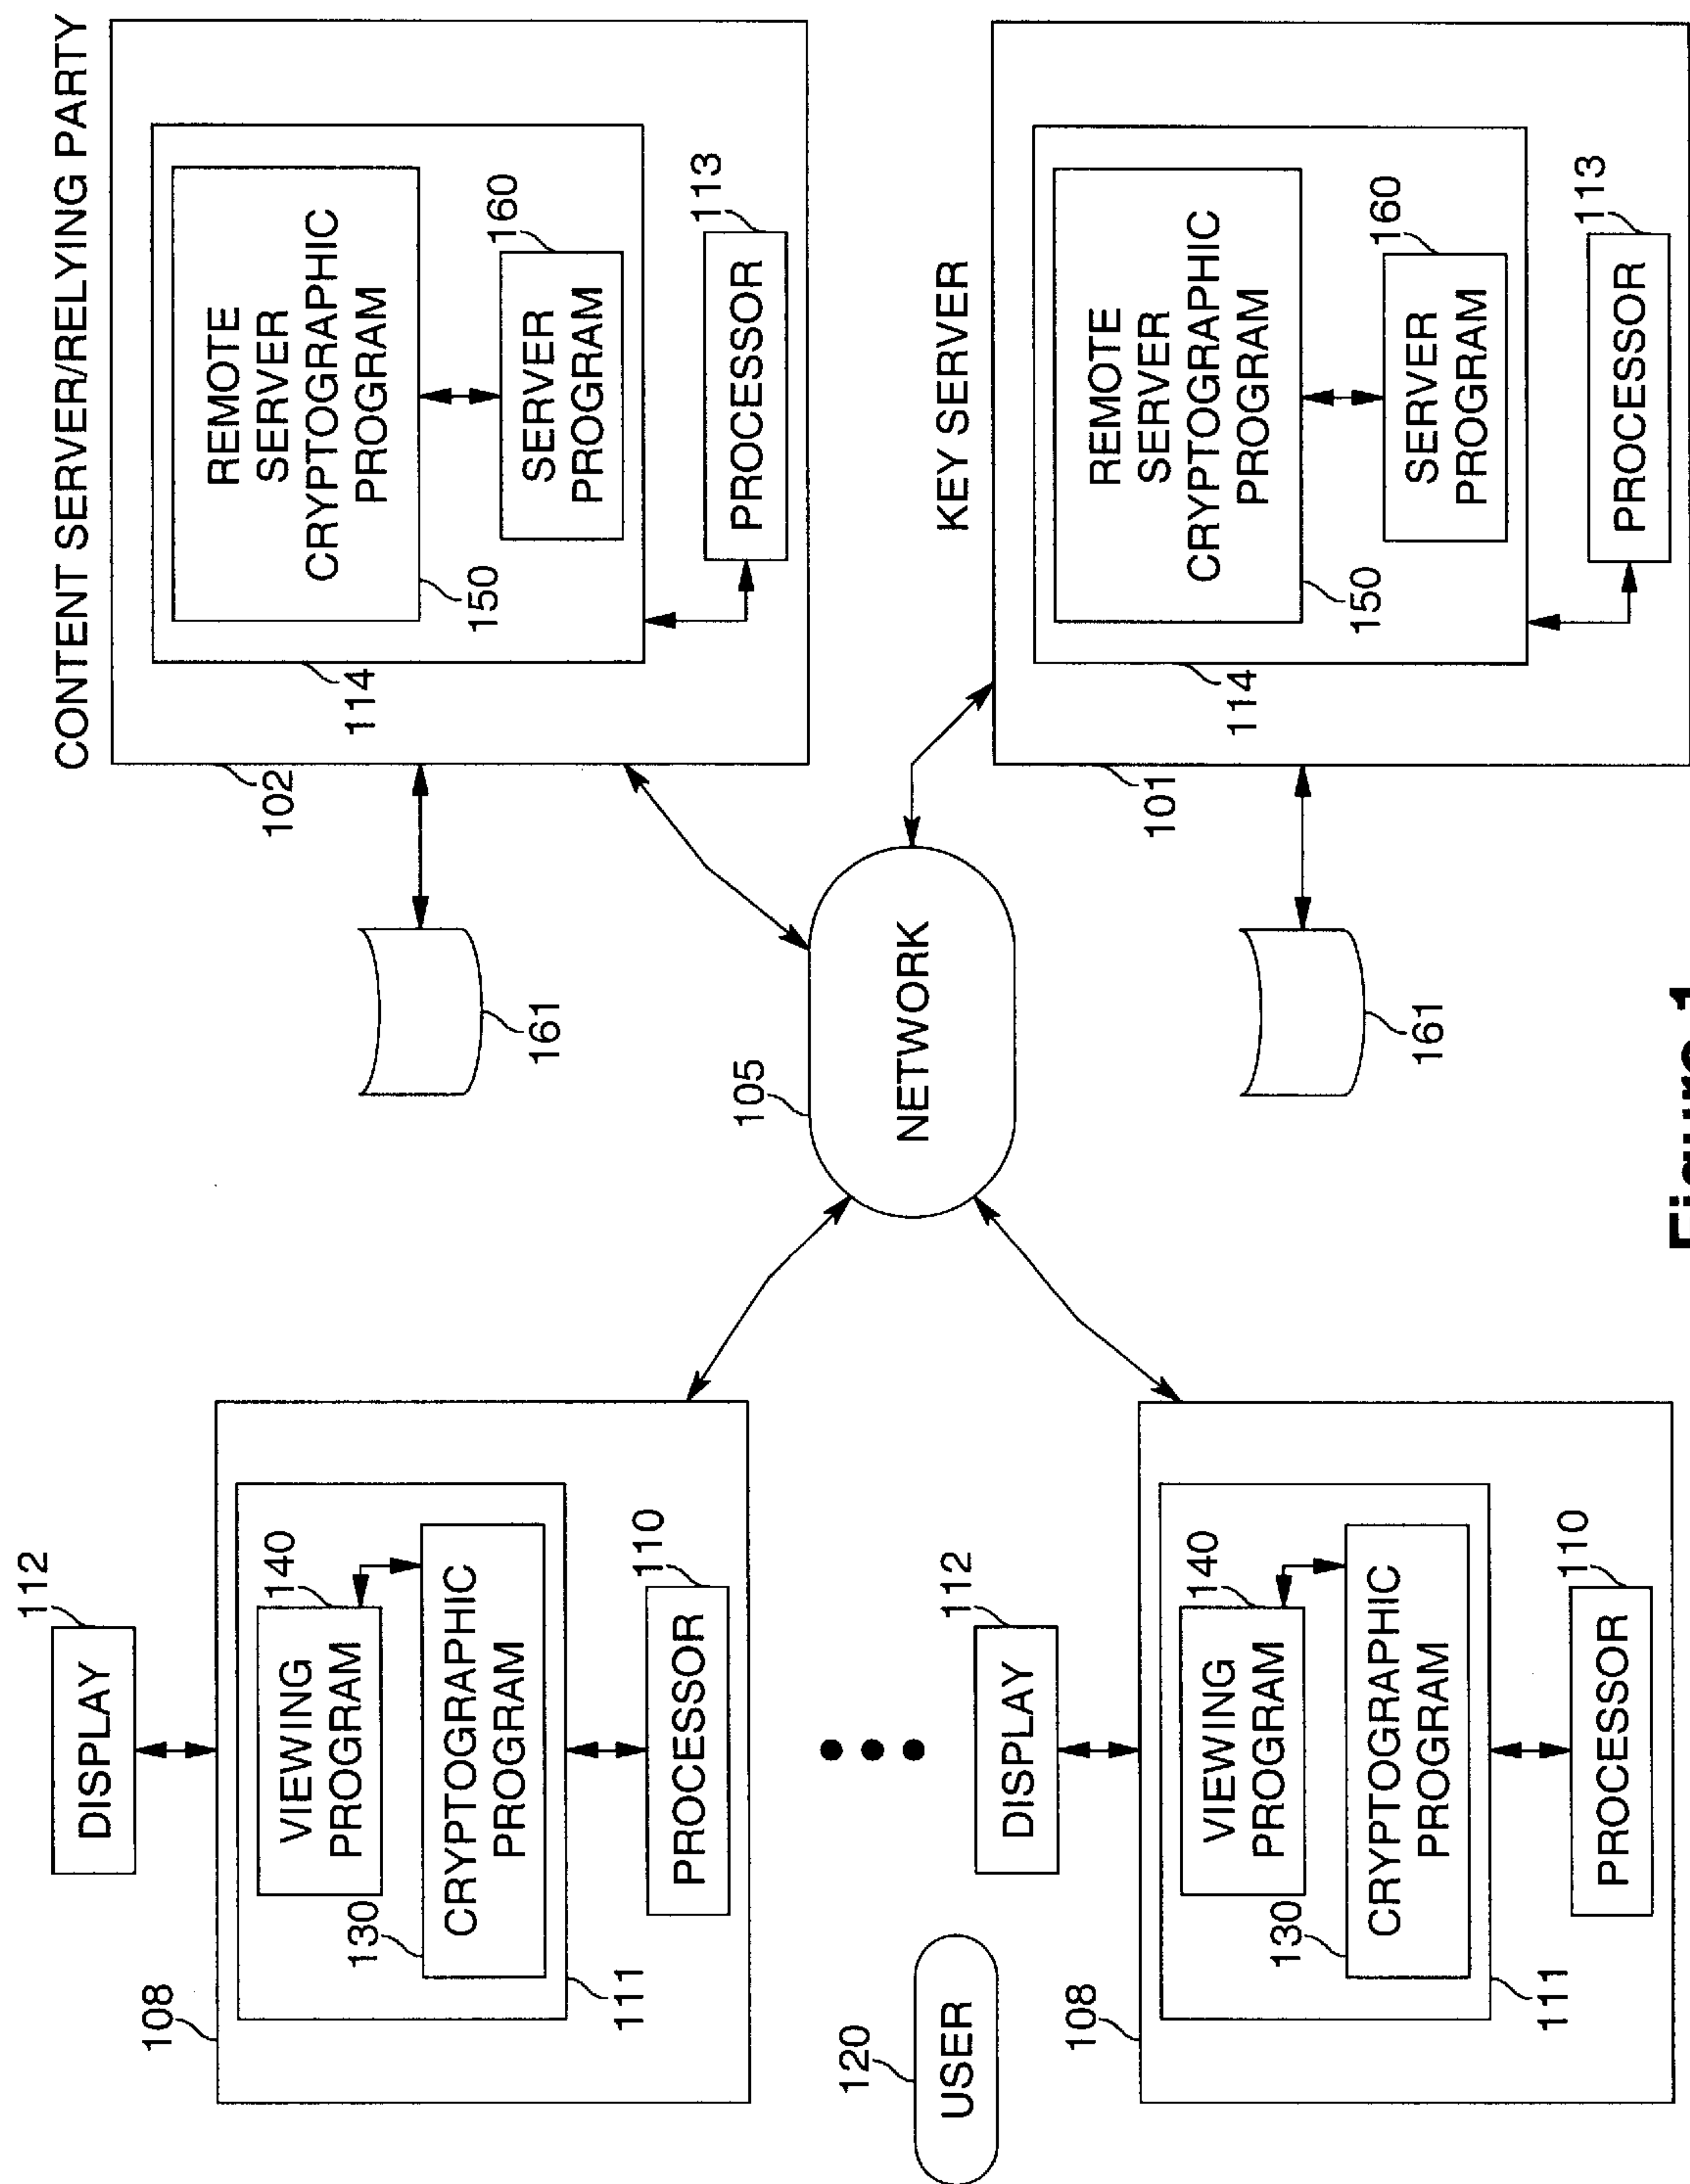 112
DISPLAY
108
VIEWING
PROGRAM
140
130
CRYPTOGRAPHIC
PROGRAM
111
PROCESSOR
110
120
USER
112
DISPLAY
108
VIEWING
PROGRAM
140
130
CRYPTOGRAPHIC
PROGRAM
111
PROCESSOR
110
105
NETWORK
161
161
CONTENT SERVER/RELYING PARTY
102
114
REMOTE
SERVER
CRYPTOGRAPHIC
PROGRAM
150
160
SERVER
PROGRAM
113
PROCESSOR
KEY SERVER
101
114
REMOTE
SERVER
CRYPTOGRAPHIC
PROGRAM
150
160
SERVER
PROGRAM
113
PROCESSOR
Figure 1